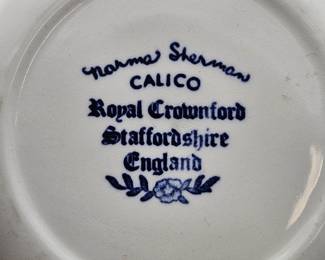 Norma Sherman
CALICO
Royal Crownford
Staffordshire
England